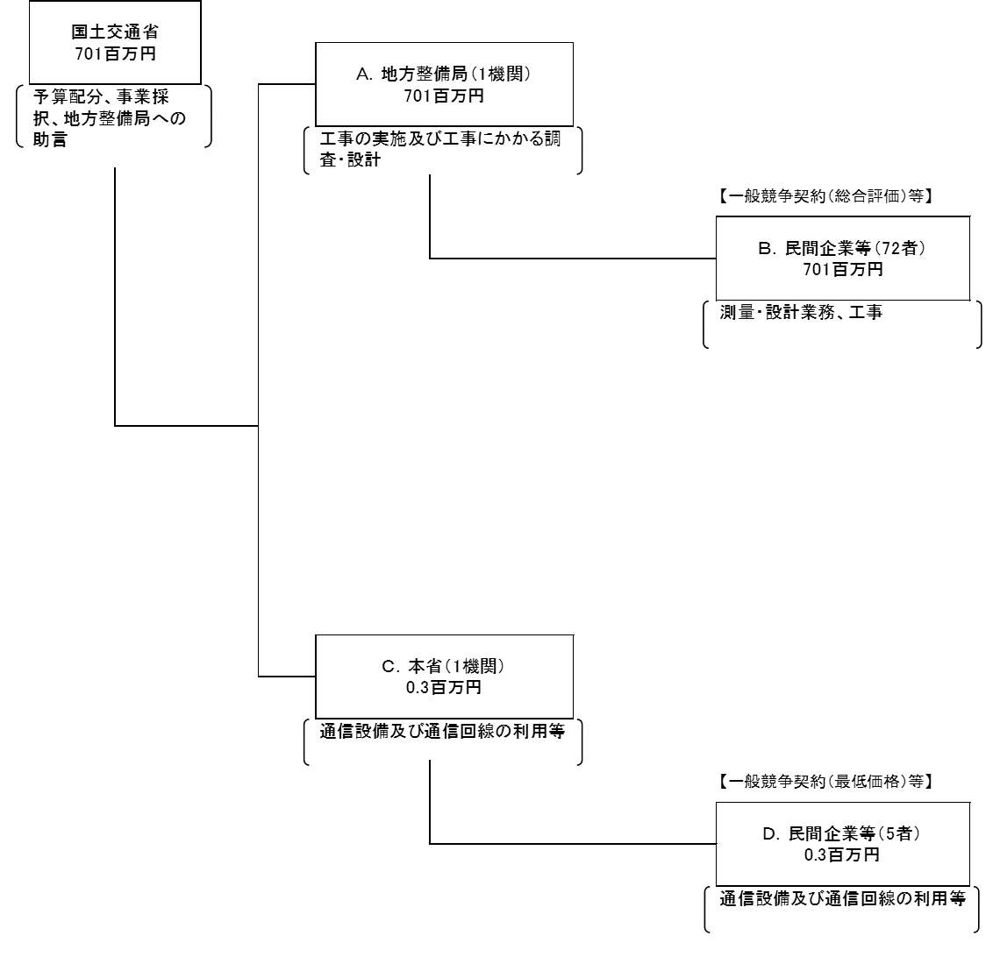 国土交通省
701百万円
予算配分、事業採
択、地方整備局への
助言
A．地方整備局（1機関）
701百万円
工事の実施及び工事にかかる調
査・設計
【一般競争契約（総合評価）等】
B．民間企業等（72者）
701百万円
測量・設計業務、工事
C．本省（1機関）
0.3百万円
通信設備及び通信回線の利用等
【一般競争契約（最低価格）等】
D．民間企業等（5者）
0.3百万円
通信設備及び通信回線の利用等